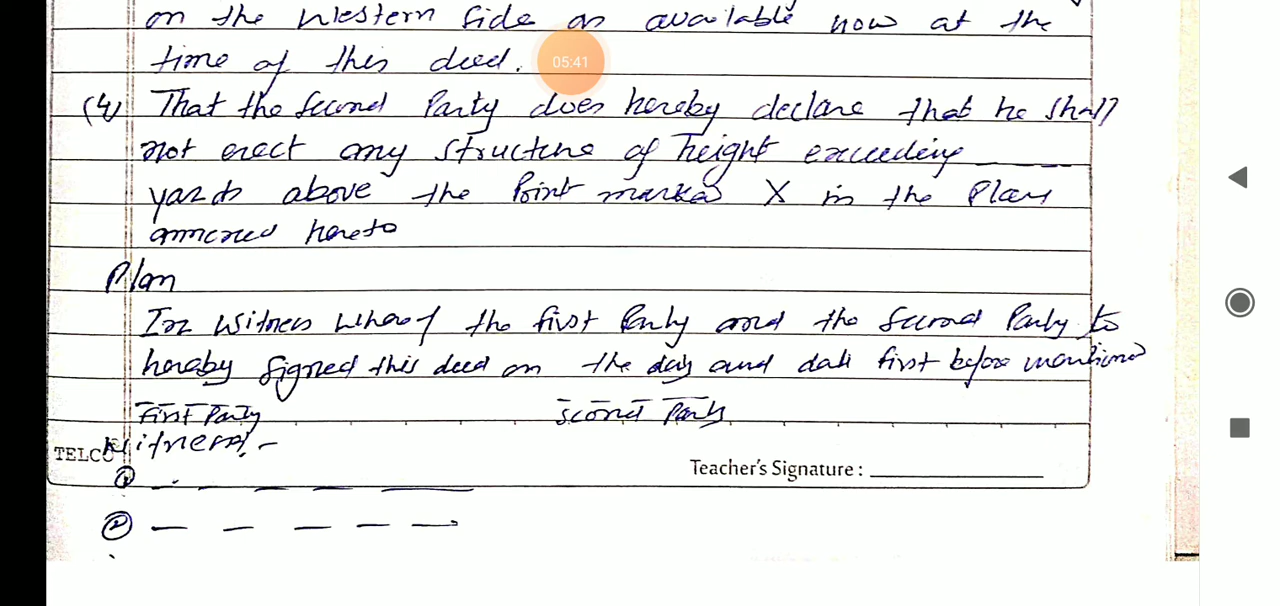 on the Western Side as available now at the
time of this deed.
05:41
(4) That the Second Party does hereby declare that he shall
not erect any structure of height exceeding ______
yards above the Point marked X in the Plan
annexed hereto
Plan
In Witness Whereof the first Party and the Second Party to
hereby signed this deed on the day and date first before mentioned
First Party Second Party
Witness:-
TELCO
Teacher's Signature : ______
① — — — — —
② — — — — —